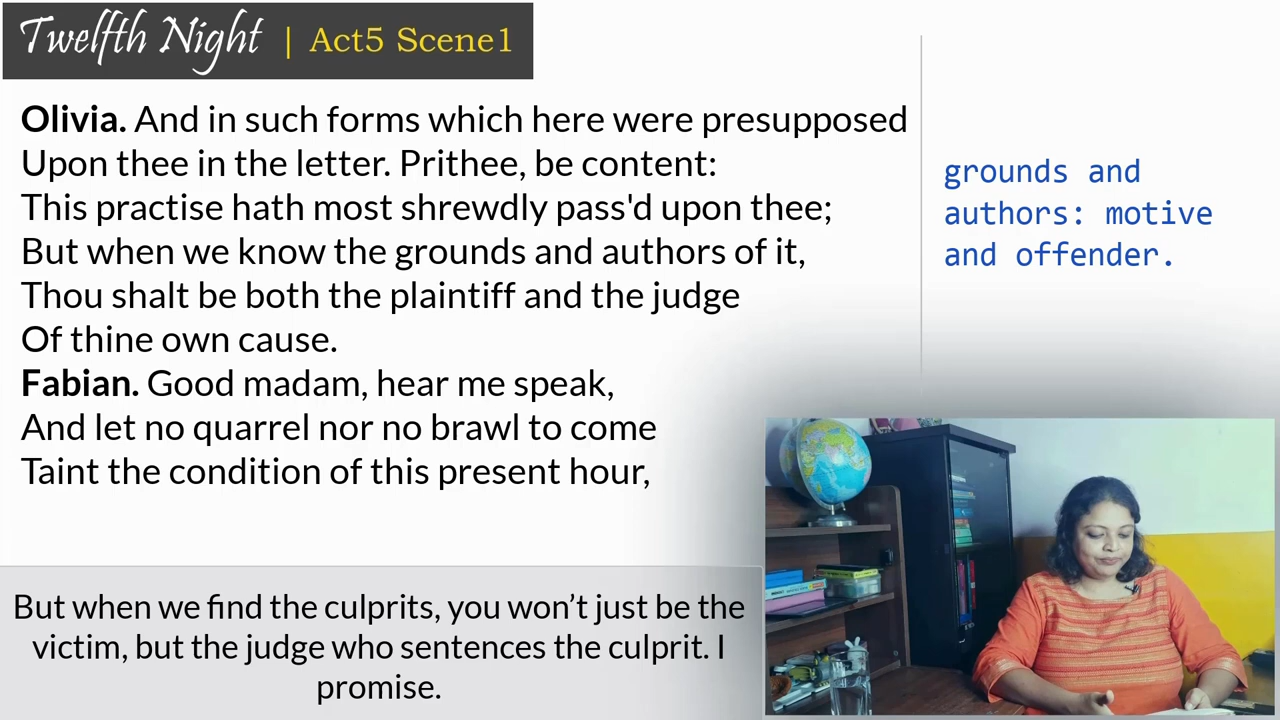 Twelfth Night | Act5 Scene1
Olivia. And in such forms which here were presupposed
Upon thee in the letter. Prithee, be content:
This practise hath most shrewdly pass'd upon thee;
But when we know the grounds and authors of it,
Thou shalt be both the plaintiff and the judge
Of thine own cause.
Fabian. Good madam, hear me speak,
And let no quarrel nor no brawl to come
Taint the condition of this present hour,
grounds and
authors: motive
and offender.
But when we find the culprits, you won’t just be the
victim, but the judge who sentences the culprit. I
promise.